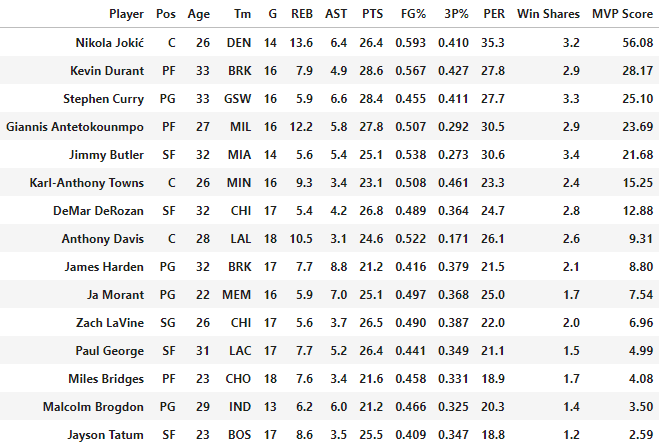 Player Pos Age Tm G REB AST PTS FG% 3P% PER Win Shares MVP Score
Nikola Jokić C 26 DEN 14 13.6 6.4 26.4 0.593 0.410 35.3 3.2 56.08
Kevin Durant PF 33 BRK 16 7.9 4.9 28.6 0.567 0.427 27.8 2.9 28.17
Stephen Curry PG 33 GSW 16 5.9 6.6 28.4 0.455 0.411 27.7 3.3 25.10
Giannis Antetokounmpo PF 27 MIL 16 12.2 5.8 27.8 0.507 0.292 30.5 2.9 23.69
Jimmy Butler SF 32 MIA 14 5.6 5.4 25.1 0.538 0.273 30.6 3.4 21.68
Karl-Anthony Towns C 26 MIN 16 9.3 3.4 23.1 0.508 0.461 23.3 2.4 15.25
DeMar DeRozan SF 32 CHI 17 5.4 4.2 26.8 0.489 0.364 24.7 2.8 12.88
Anthony Davis C 28 LAL 18 10.5 3.1 24.6 0.522 0.171 26.1 2.6 9.31
James Harden PG 32 BRK 17 7.7 8.8 21.2 0.416 0.379 21.5 2.1 8.80
Ja Morant PG 22 MEM 16 5.9 7.0 25.1 0.497 0.368 25.0 1.7 7.54
Zach LaVine SG 26 CHI 17 5.6 3.7 26.5 0.490 0.387 22.0 2.0 6.96
Paul George SF 31 LAC 17 7.7 5.2 26.4 0.441 0.349 21.1 1.5 4.99
Miles Bridges PF 23 CHO 18 7.6 3.4 21.6 0.458 0.331 18.9 1.7 4.08
Malcolm Brogdon PG 29 IND 13 6.2 6.0 21.2 0.466 0.325 20.3 1.4 3.50
Jayson Tatum SF 23 BOS 17 8.6 3.5 25.5 0.409 0.347 18.8 1.2 2.59